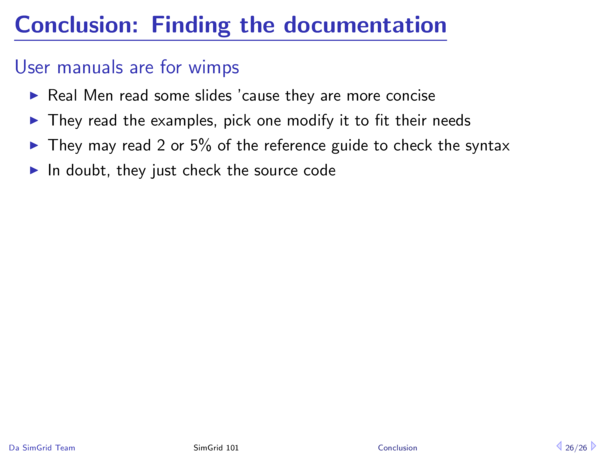 Conclusion: Finding the documentation
User manuals are for wimps
► Real Men read some slides 'cause they are more concise
► They read the examples, pick one modify it to fit their needs
► They may read 2 or 5% of the reference guide to check the syntax
► In doubt, they just check the source code
Da SimGrid Team SimGrid 101 Conclusion 26/26